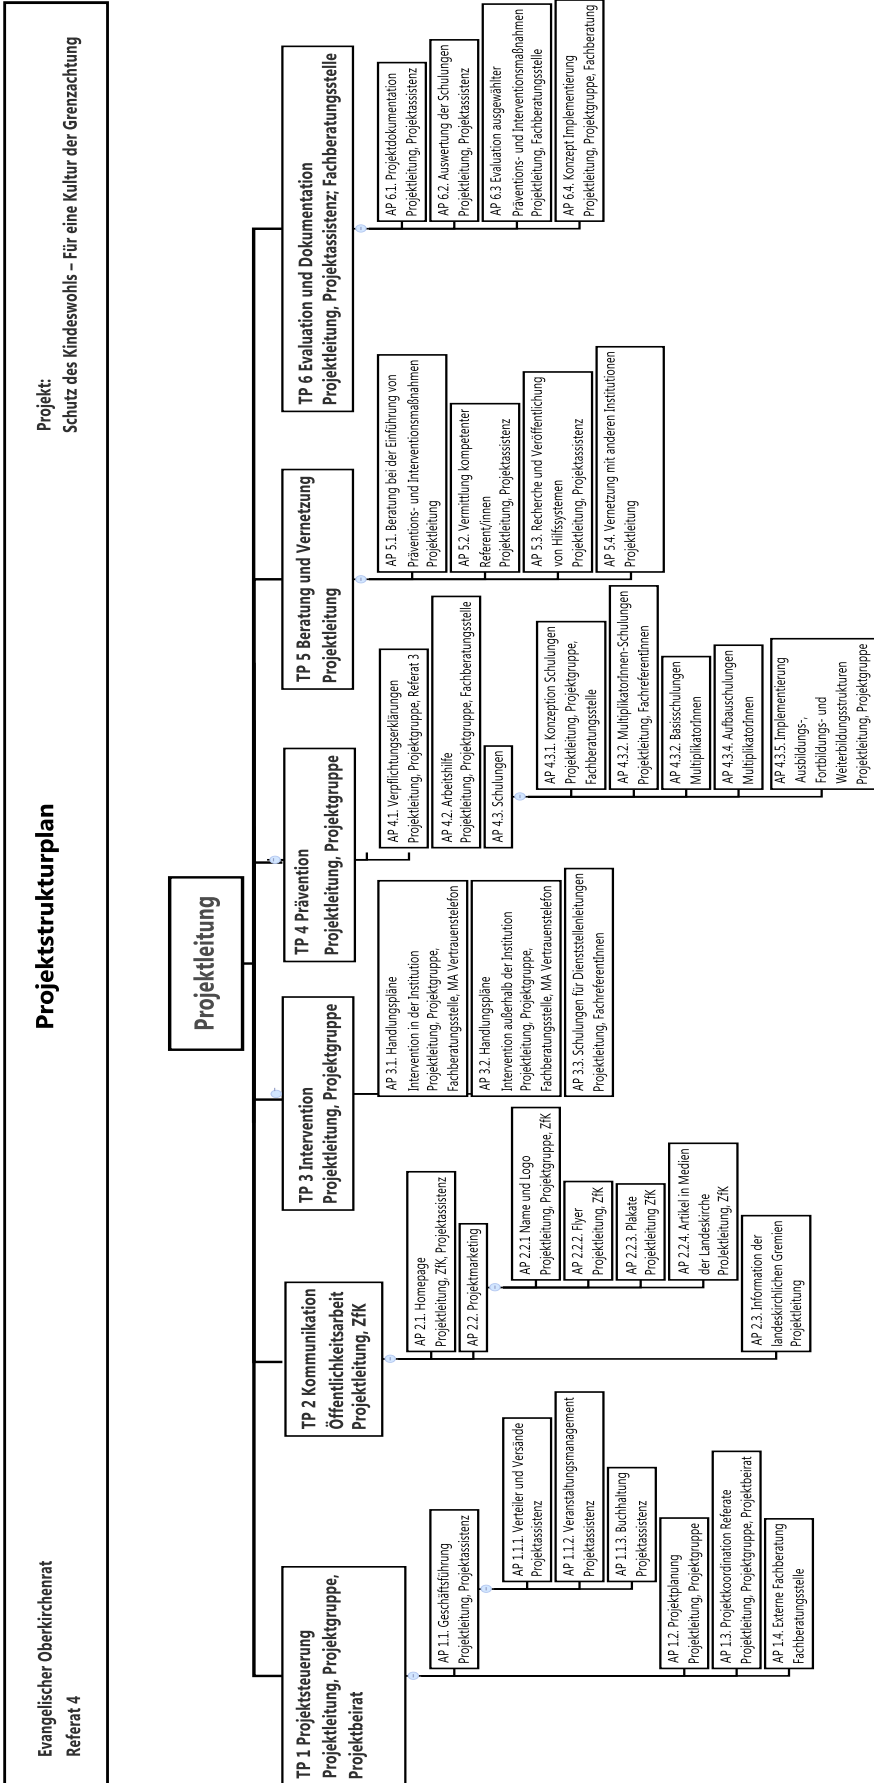 Evangelischer Oberkirchenrat
Referat 4
Projektstrukturplan
Projekt:
Schutz des Kindeswohls – Für eine Kultur der Grenzachtung
Projektleitung
TP 1 Projektsteuerung
Projektleitung, Projektgruppe,
Projektbeirat
AP 1.1. Geschäftsführung
Projektleitung, Projektassistenz
AP 1.1.1. Verteiler und Versände
Projektassistenz
AP 1.1.2. Veranstaltungsmanagement
Projektassistenz
AP 1.1.3. Buchhaltung
Projektassistenz
AP 1.2. Projektplanung
Projektleitung, Projektgruppe
AP 1.3. Projektkoordination Referate
Projektleitung, Projektgruppe, Projektbeirat
AP 1.4. Externe Fachberatung
Fachberatungsstelle
TP 2 Kommunikation
Öffentlichkeitsarbeit
Projektleitung, ZfK
AP 2.1. Homepage
Projektleitung, ZfK, Projektassistenz
AP 2.2. Projektmarketing
AP 2.2.1 Name und Logo
Projektleitung, Projektgruppe, ZfK
AP 2.2.2. Flyer
Projektleitung, ZfK
AP 2.2.3. Plakate
Projektleitung ZfK
AP 2.2.4. Artikel in Medien
der Landeskirche
ProJektleitung, ZfK
AP 2.3. Information der
landeskirchlichen Gremien
Projektleitung
TP 3 Intervention
Projektleitung, Projektgruppe
AP 3.1. Handlungspläne
Intervention in der Institution
Projektleitung, Projektgruppe,
Fachberatungsstelle, MA Vertrauenstelefon
AP 3.2. Handlungspläne
Intervention außerhalb der Institution
Projektleitung, Projektgruppe,
Fachberatungsstelle, MA Vertrauenstelefon
AP 3.3. Schulungen für Dienststellenleitungen
Projektleitung, FachreferentInnen
TP 4 Prävention
Projektleitung, Projektgruppe
AP 4.1. Verpflichtungserklärungen
Projektleitung, Projektgruppe, Referat 3
AP 4.2. Arbeitshilfe
Projektleitung, Projektgruppe, Fachberatungsstelle
AP 4.3. Schulungen
AP 4.3.1. Konzeption Schulungen
Projektleitung, Projektgruppe,
Fachberatungsstelle
AP 4.3.2. MultiplikatorInnen-Schulungen
Projektleitung, FachreferentInnen
AP 4.3.2. Basisschulungen
MultiplikatorInnen
AP 4.3.4. Aufbauschulungen
MultiplikatorInnen
AP 4.3.5. Implementierung
Ausbildungs-,
Fortbildungs- und
Weiterbildungsstrukturen
Projektleitung, Projektgruppe
TP 5 Beratung und Vernetzung
Projektleitung
AP 5.1. Beratung bei der Einführung von
Präventions- und Interventionsmaßnahmen
Projektleitung
AP 5.2. Vermittlung kompetenter
Referent/innen
Projektleitung, Projektassistenz
AP 5.3. Recherche und Veröffentlichung
von Hilfssystemen
Projektleitung, Projektassistenz
AP 5.4. Vernetzung mit anderen Institutionen
Projektleitung
TP 6 Evaluation und Dokumentation
Projektleitung, Projektassistenz; Fachberatungsstelle
AP 6.1. Projektdokumentation
Projektleitung, Projektassistenz
AP 6.2. Auswertung der Schulungen
Projektleitung, Projektassistenz
AP 6.3 Evaluation ausgewählter
Präventions- und Interventionsmaßnahmen
Projektleitung, Fachberatungsstelle
AP 6.4. Konzept Implementierung
Projektleitung, Projektgruppe, Fachberatung